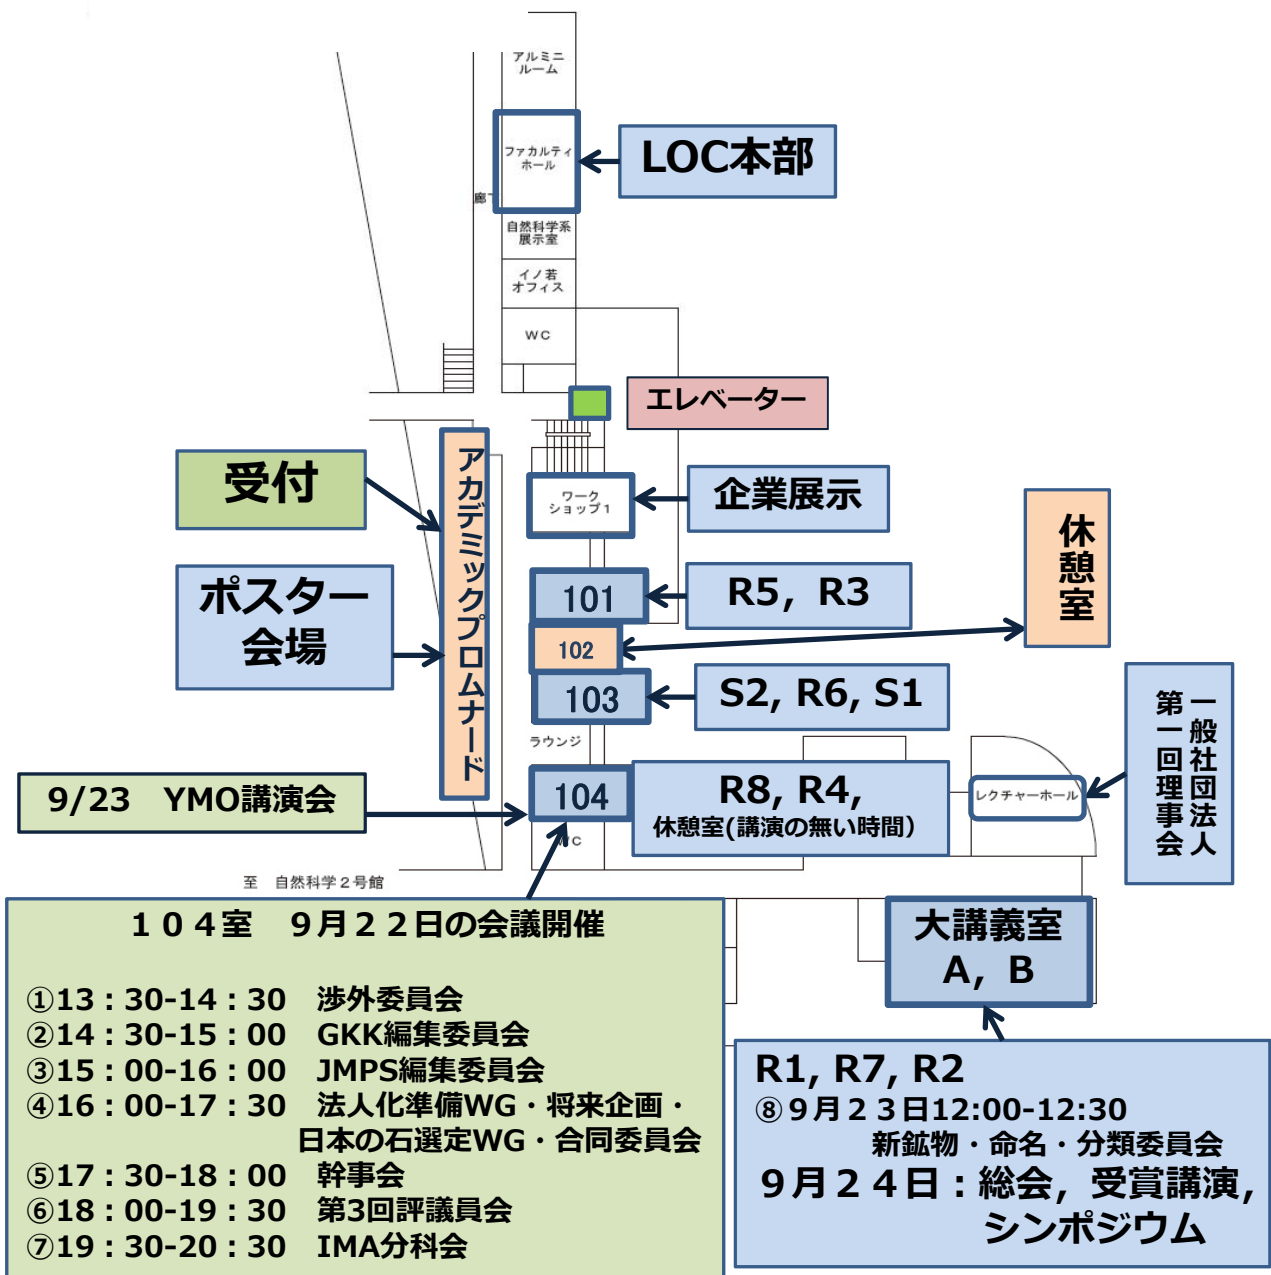 アルミニ
ルーム
ファカルティ
ホール
LOC本部
廊下
自然科学系
展示室
イノ若
オフィス
WC
エレベーター
受付
アカデミックプロムナード
ワーク
ショップ1
企業展示
休憩室
ポスター
会場
101
R5, R3
102
103
S2, R6, S1
一般社団法人
第一回理事会
ラウンジ
9/23 YMO講演会
104
R8, R4,
休憩室(講演の無い時間)
レクチャーホール
WC
至 自然科学2号館
104室 9月22日の会議開催
①13:30-14:30 渉外委員会
②14:30-15:00 GKK編集委員会
③15:00-16:00 JMPS編集委員会
④16:00-17:30 法人化準備WG・将来企画・
日本の石選定WG・合同委員会
⑤17:30-18:00 幹事会
⑥18:00-19:30 第3回評議員会
⑦19:30-20:30 IMA分科会
大講義室
A, B
R1, R7, R2
⑧9月23日12:00-12:30
新鉱物・命名・分類委員会
9月24日:総会, 受賞講演,
シンポジウム